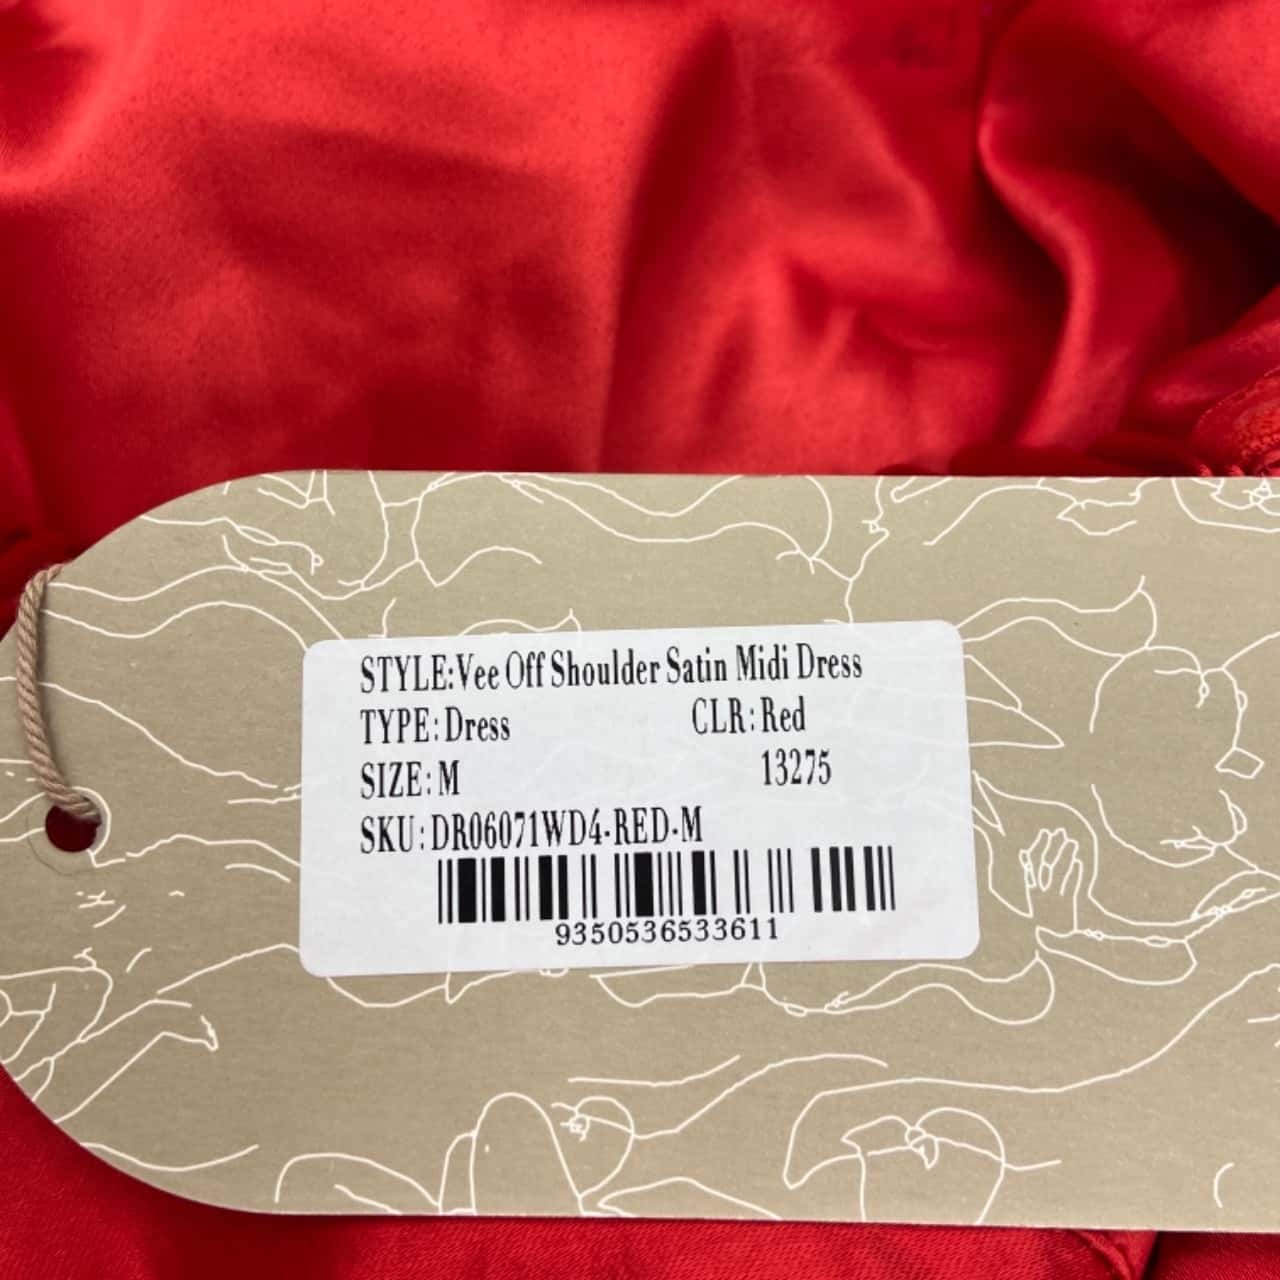 STYLE:Vee Off Shoulder Satin Midi Dress
TYPE:Dress CLR:Red
SIZE:M 13275
SKU:DR06071WD4-RED-M
9350536533611